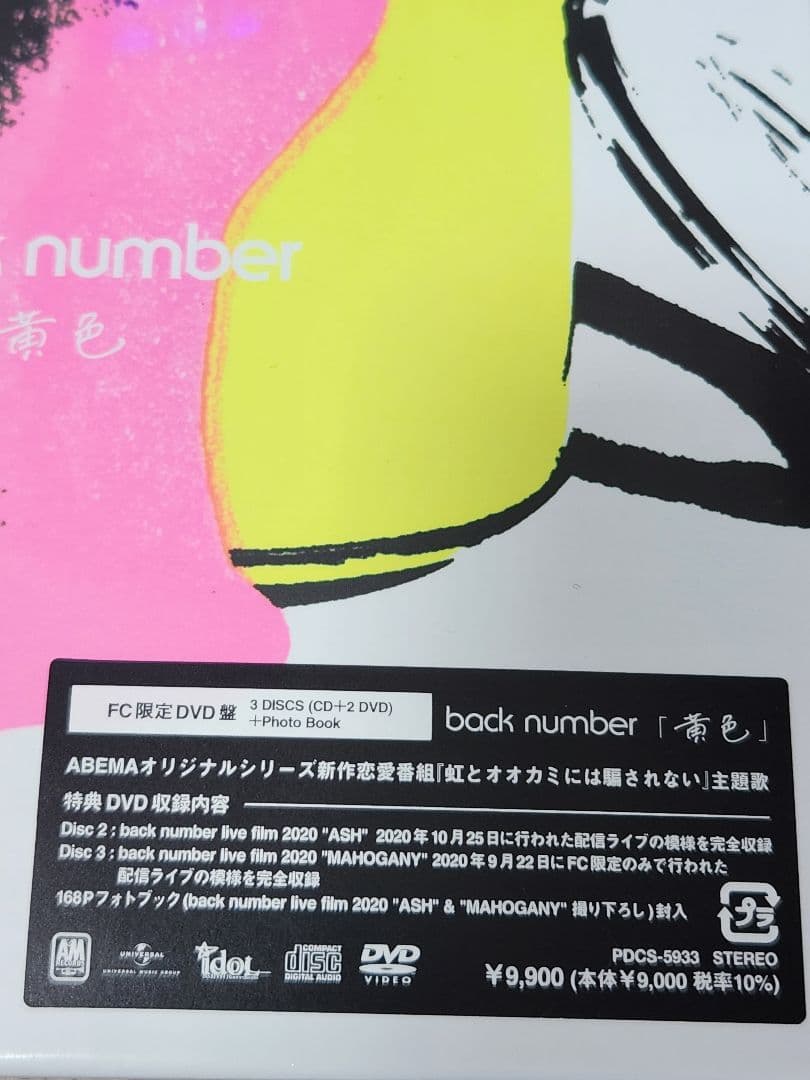 number
黄色
FC限定DVD盤
3 DISCS (CD+2 DVD)
+Photo Book
back number「黄色」
ABEMAオリジナルシリーズ新作恋愛番組『虹とオオカミには騙されない』主題歌
特典DVD収録内容
Disc 2 ; back number live film 2020 "ASH" 2020年10月25日に行われた配信ライブの模様を完全収録
Disc 3 ; back number live film 2020 "MAHOGANY" 2020年9月22日にFC限定のみで行われた
配信ライブの模様を完全収録
168Pフォトブック(back number live film 2020 "ASH" & "MAHOGANY" 撮り下ろし)封入
プラ
A&M RECORDS
UNIVERSAL
UNIVERSAL MUSIC GROUP
idol
COMPACT disc DIGITAL AUDIO
DVD VIDEO
PDCS-5933 STEREO
¥9,900 (本体¥9,000 税率10%)